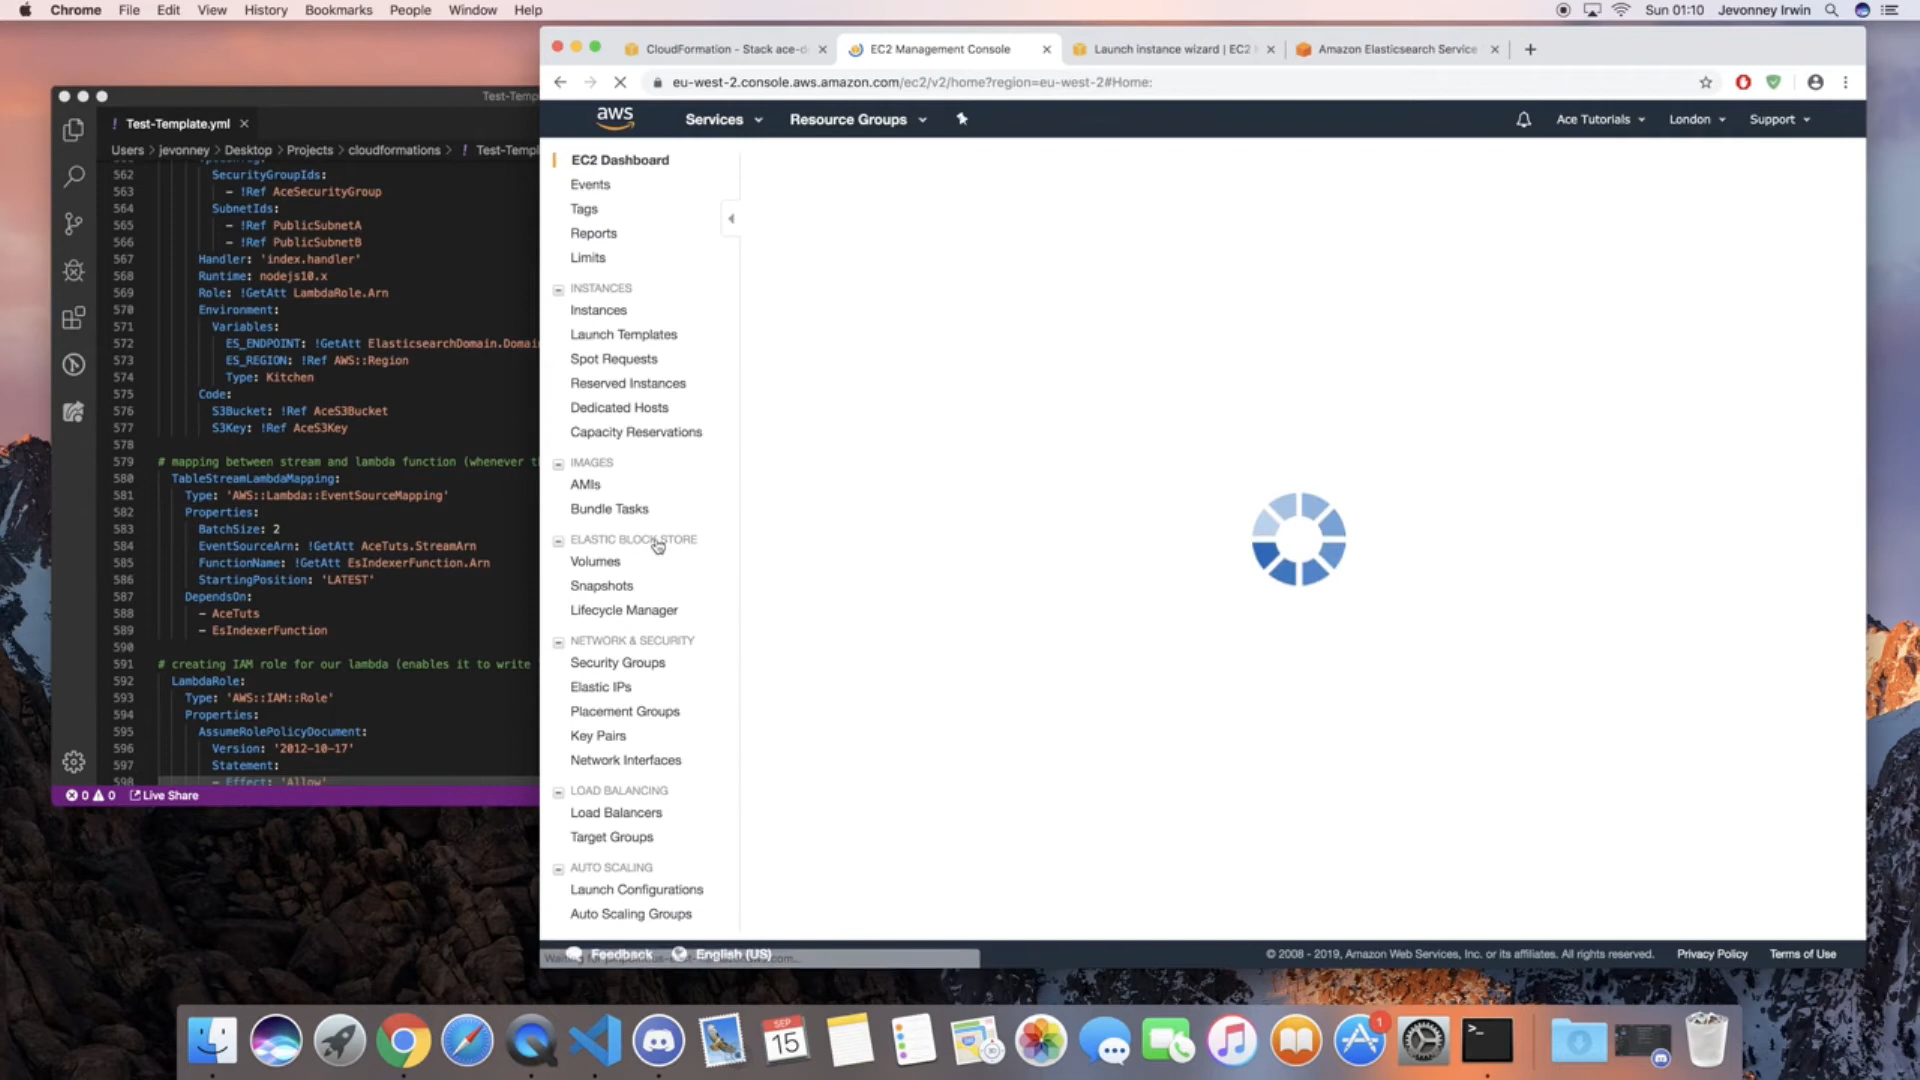 Chrome File Edit View History Bookmarks People Window Help
Sun 01:10 Jevonney Irwin
Test-Temp
Test-Template.yml
Users > jevonney > Desktop > Projects > cloudformations > ! Test-Templ
562 SecurityGroupIds:
563 - !Ref AceSecurityGroup
564 SubnetIds:
565 - !Ref PublicSubnetA
566 - !Ref PublicSubnetB
567 Handler: 'index.handler'
568 Runtime: nodejs10.x
569 Role: !GetAtt LambdaRole.Arn
570 Environment:
571 Variables:
572 ES_ENDPOINT: !GetAtt ElasticsearchDomain.Domai
573 ES_REGION: !Ref AWS::Region
574 Type: Kitchen
575 Code:
576 S3Bucket: !Ref AceS3Bucket
577 S3Key: !Ref AceS3Key
578
579 # mapping between stream and lambda function (whenever t
580 TableStreamLambdaMapping:
581 Type: 'AWS::Lambda::EventSourceMapping'
582 Properties:
583 BatchSize: 2
584 EventSourceArn: !GetAtt AceTuts.StreamArn
585 FunctionName: !GetAtt EsIndexerFunction.Arn
586 StartingPosition: 'LATEST'
587 DependsOn:
588 - AceTuts
589 - EsIndexerFunction
590
591 # creating IAM role for our lambda (enables it to write
592 LambdaRole:
593 Type: 'AWS::IAM::Role'
594 Properties:
595 AssumeRolePolicyDocument:
596 Version: '2012-10-17'
597 Statement:
598 - Effect: 'Allow'
0 0 Live Share
CloudFormation - Stack ace-d
EC2 Management Console
Launch instance wizard | EC2
Amazon Elasticsearch Service
eu-west-2.console.aws.amazon.com/ec2/v2/home?region=eu-west-2#Home:
aws Services Resource Groups Ace Tutorials London Support
EC2 Dashboard
Events
Tags
Reports
Limits
INSTANCES
Instances
Launch Templates
Spot Requests
Reserved Instances
Dedicated Hosts
Capacity Reservations
IMAGES
AMIs
Bundle Tasks
ELASTIC BLOCK STORE
Volumes
Snapshots
Lifecycle Manager
NETWORK & SECURITY
Security Groups
Elastic IPs
Placement Groups
Key Pairs
Network Interfaces
LOAD BALANCING
Load Balancers
Target Groups
AUTO SCALING
Launch Configurations
Auto Scaling Groups
Feedback English (US)
© 2008 - 2019, Amazon Web Services, Inc. or its affiliates. All rights reserved. Privacy Policy Terms of Use
SEP
15
1